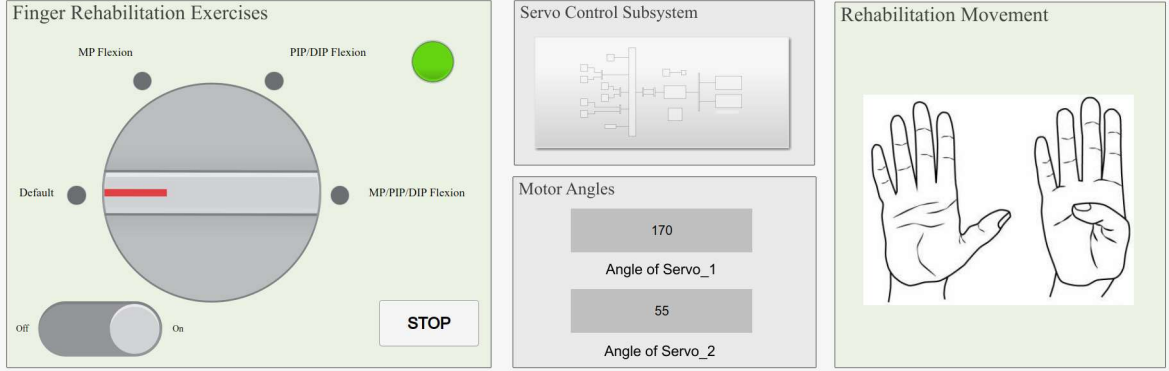 Finger Rehabilitation Exercises
MP Flexion
PIP/DIP Flexion
Default
MP/PIP/DIP Flexion
Off
On
STOP
Servo Control Subsystem
Motor Angles
170
Angle of Servo_1
55
Angle of Servo_2
Rehabilitation Movement